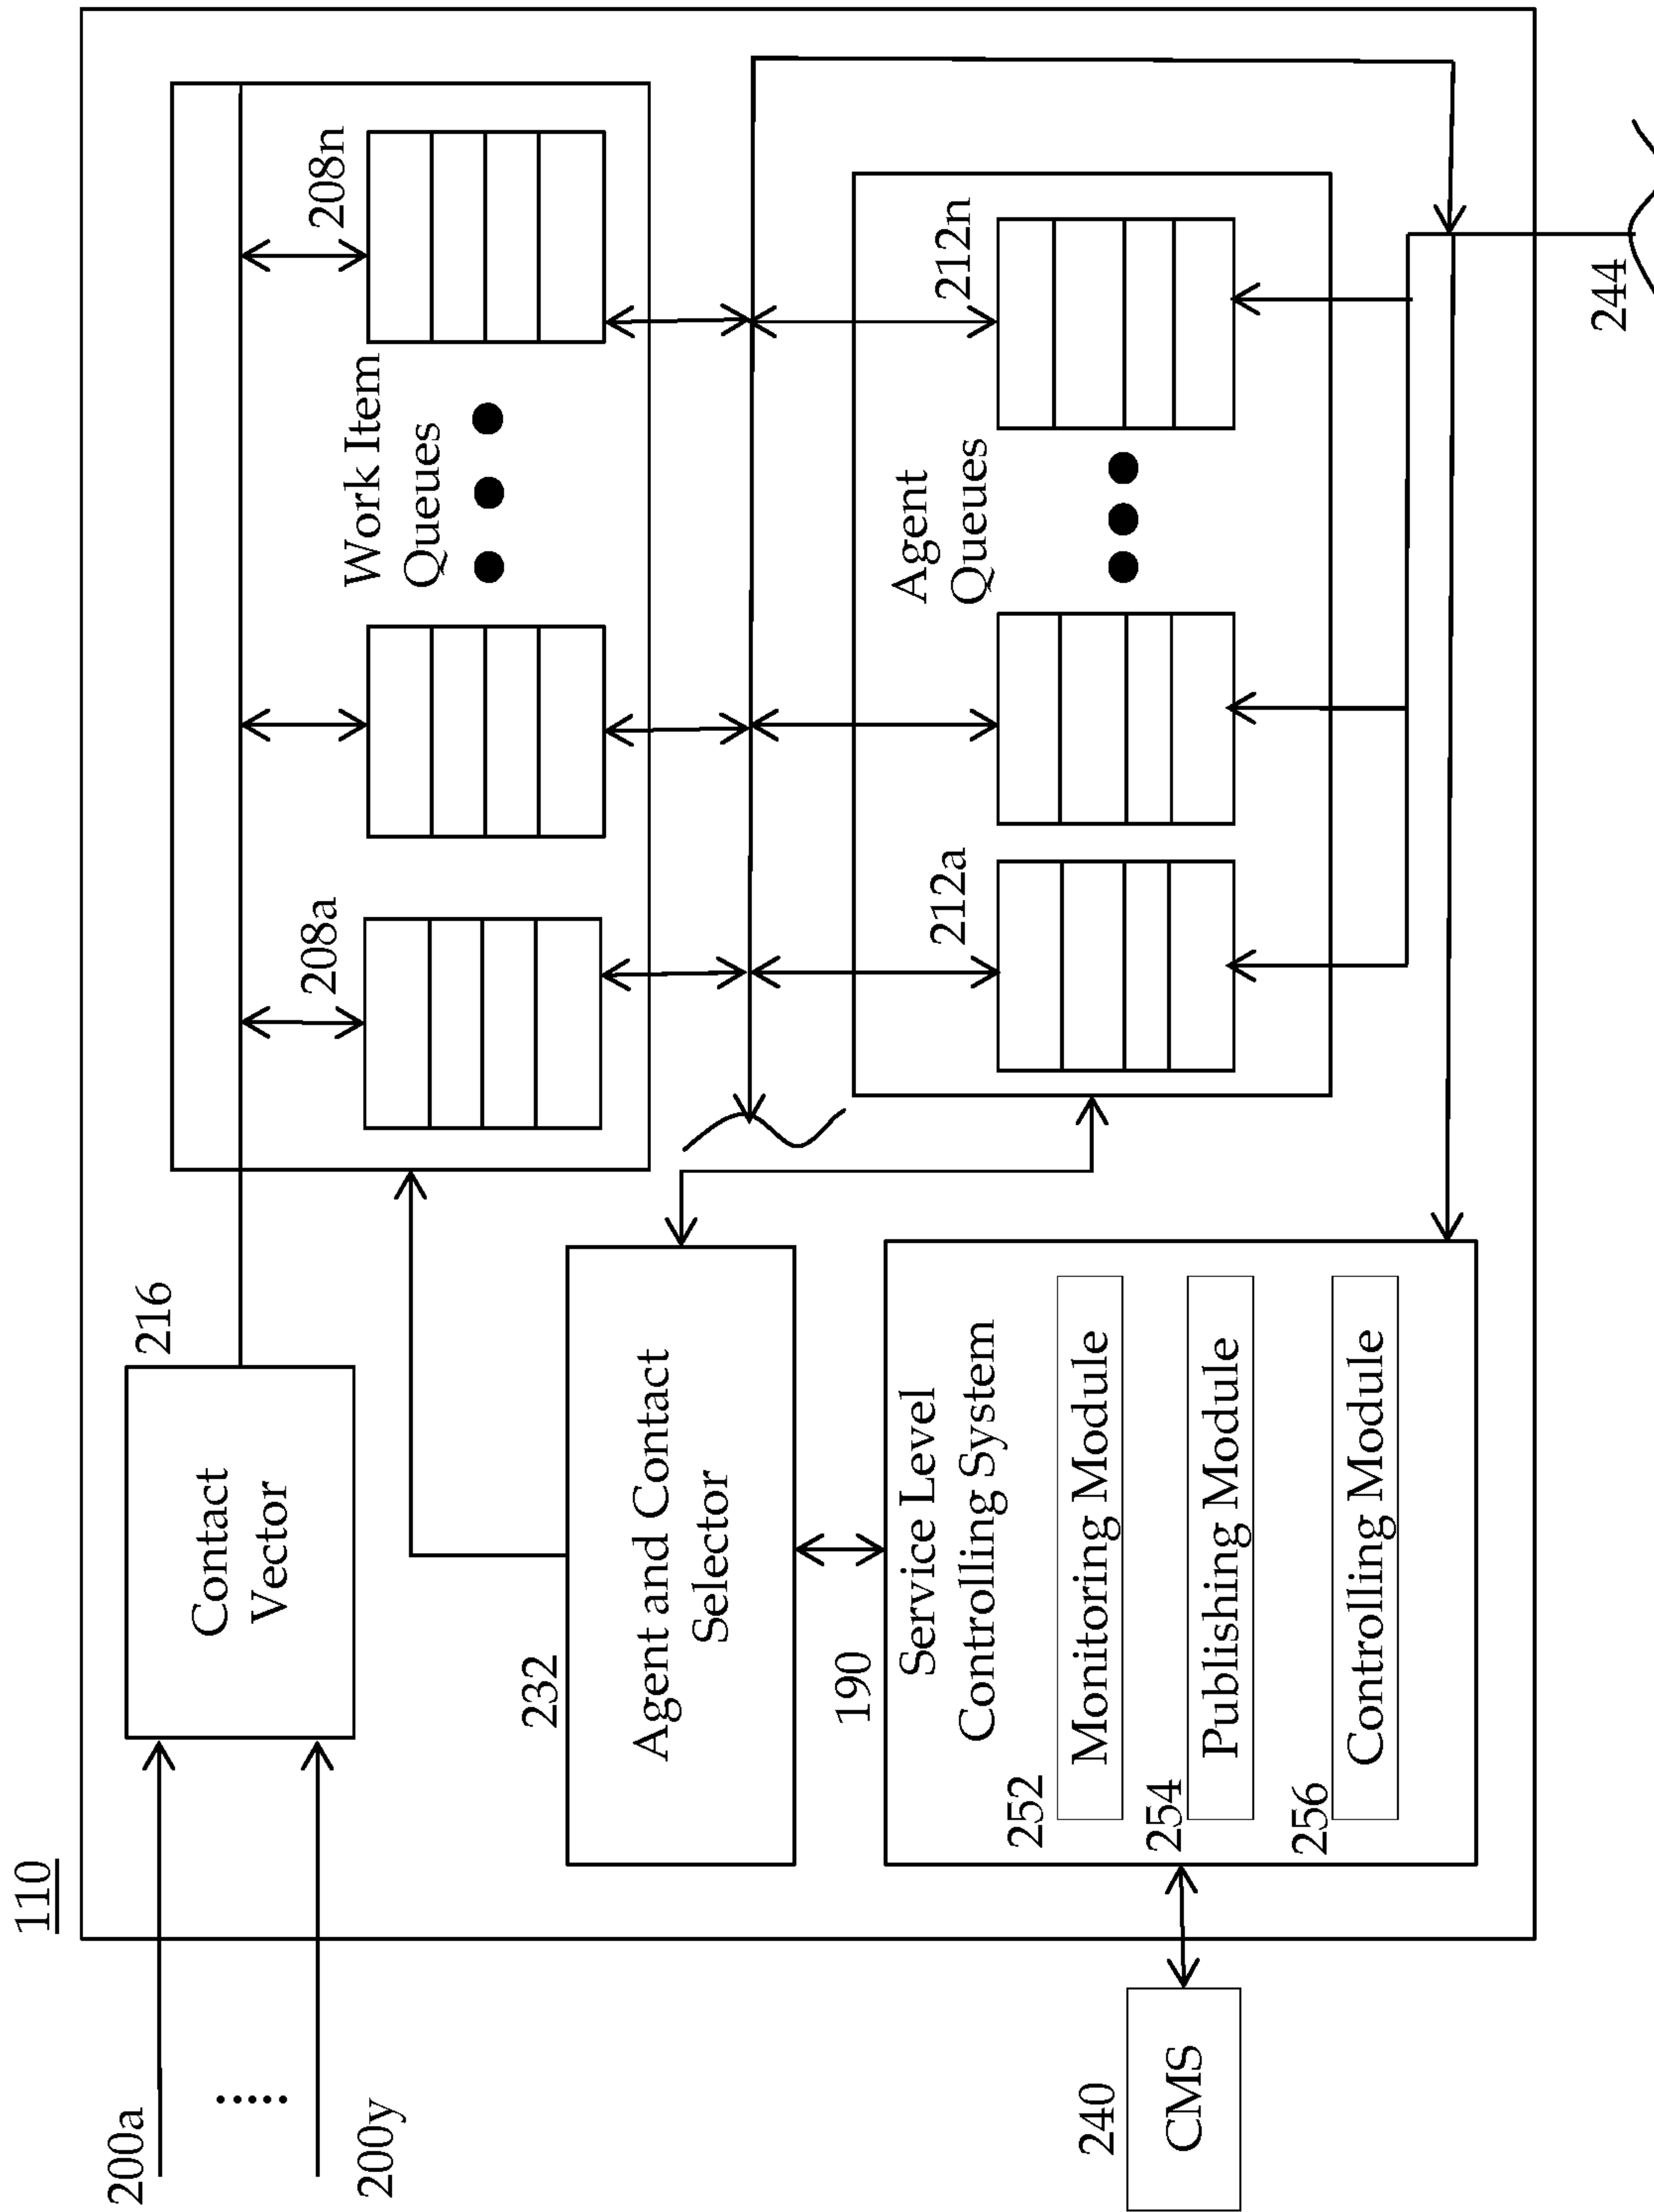 110
200a
200y
216
Contact
Vector
208a
208n
Work Item
Queues
232
Agent and Contact
Selector
212a
212n
Agent
Queues
190
Service Level
Controlling System
252
Monitoring Module
254
Publishing Module
256
Controlling Module
240
CMS
244